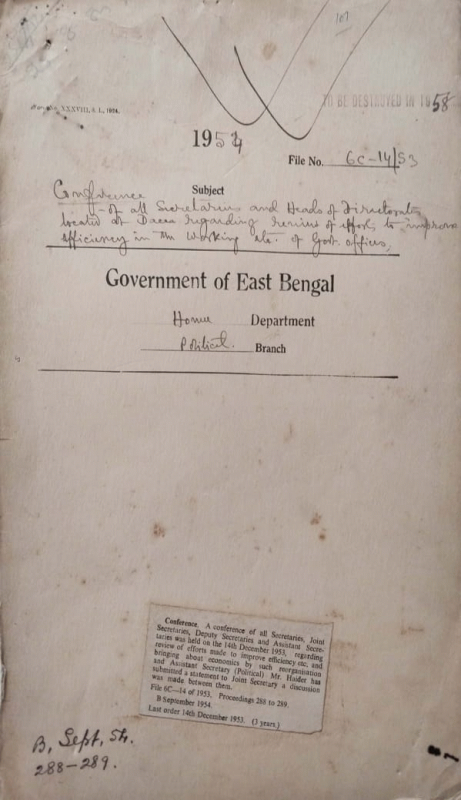 107
TO BE DESTROYED IN 1958
XXXVIII, A 1, 1924.
1954
File No. 6C-14/53
Subject
Conference of all Secretaries and Heads of Directorates
located at Dacca regarding review of efforts to improve
efficiency in the working etc. of Govt. offices.
Government of East Bengal
Home Department
Political. Branch
Conference. A conference of all Secretaries, Joint
Secretaries, Deputy Secretaries and Assistant Secre-
taries was held on the 14th December 1953, regarding
review of efforts made to improve efficiency etc. and
bringing about economics by such reorganisation
and Assistant Secretary (Political) Mr. Haider has
submitted a statement to Joint Secretary a discussion
was made between them.
File 6C—14 of 1953. Proceedings 288 to 289.
B September 1954.
Last order 14th December 1953. (3 years.)
B, Sept, 54.
288-289.